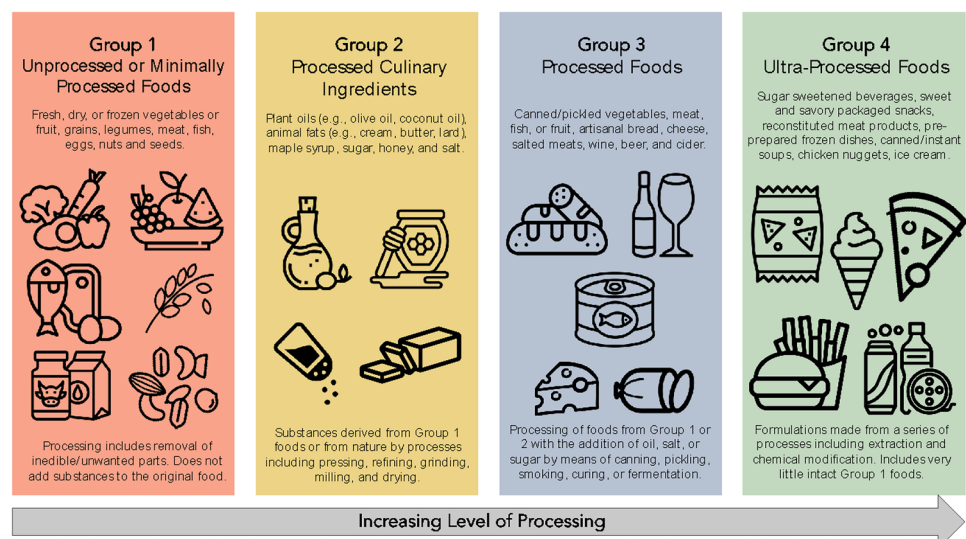 Group 1
Unprocessed or Minimally
Processed Foods
Fresh, dry, or frozen vegetables or
fruit, grains, legumes, meat, fish,
eggs, nuts and seeds.
Processing includes removal of
inedible/unwanted parts. Does not
add substances to the original food.
Group 2
Processed Culinary
Ingredients
Plant oils (e.g., olive oil, coconut oil),
animal fats (e.g., cream, butter, lard),
maple syrup, sugar, honey, and salt.
Substances derived from Group 1
foods or from nature by processes
including pressing, refining, grinding,
milling, and drying.
Group 3
Processed Foods
Canned/pickled vegetables, meat,
fish, or fruit, artisanal bread, cheese,
salted meats, wine, beer, and cider.
Processing of foods from Group 1 or
2 with the addition of oil, salt, or
sugar by means of canning, pickling,
smoking, curing, or fermentation.
Group 4
Ultra-Processed Foods
Sugar sweetened beverages, sweet
and savory packaged snacks,
reconstituted meat products, pre-
prepared frozen dishes, canned/instant
soups, chicken nuggets, ice cream.
Formulations made from a series of
processes including extraction and
chemical modification. Includes very
little intact Group 1 foods.
Increasing Level of Processing